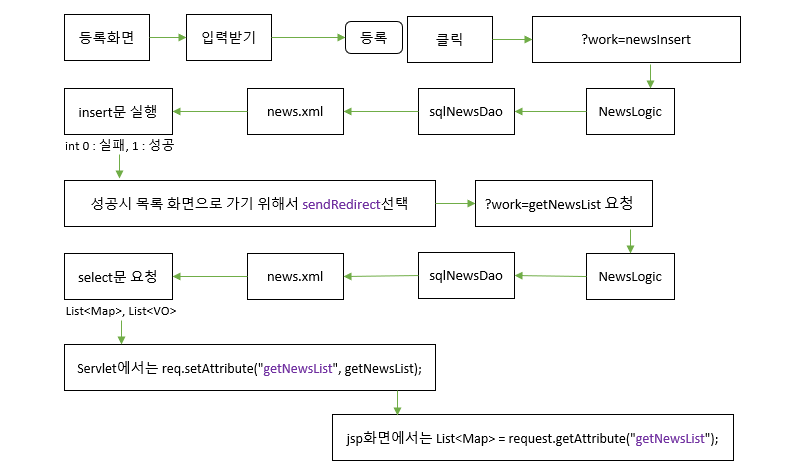 등록화면
입력받기
등록
클릭
?work=newsInsert
insert문 실행
news.xml
sqlNewsDao
NewsLogic
int 0 : 실패, 1 : 성공
성공시 목록 화면으로 가기 위해서 sendRedirect선택
?work=getNewsList 요청
select문 요청
news.xml
sqlNewsDao
NewsLogic
List<Map>, List<VO>
Servlet에서는 req.setAttribute("getNewsList", getNewsList);
jsp화면에서는 List<Map> = request.getAttribute("getNewsList");